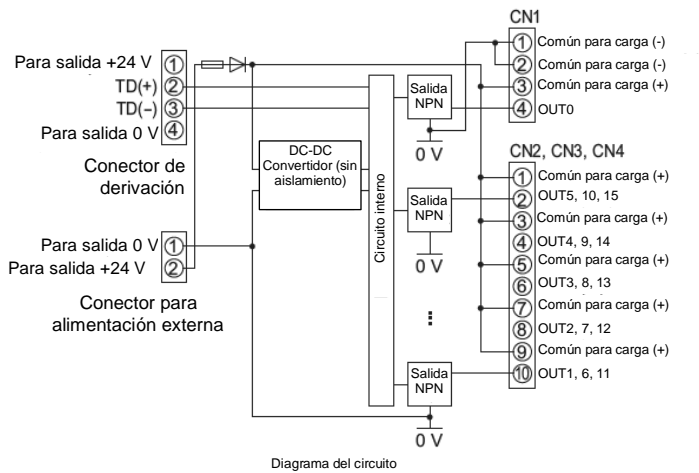 Para salida +24 V ①
TD(+) ②
TD(−) ③
Para salida 0 V ④
Conector de
derivación
Para salida 0 V ①
Para salida +24 V ②
Conector para
alimentación externa
DC-DC
Convertidor (sin
aislamiento)
Circuito interno
Salida
NPN
0 V
Salida
NPN
0 V
Salida
NPN
0 V
CN1
① Común para carga (-)
② Común para carga (-)
③ Común para carga (+)
④ OUT0
CN2, CN3, CN4
① Común para carga (+)
② OUT5, 10, 15
③ Común para carga (+)
④ OUT4, 9, 14
⑤ Común para carga (+)
⑥ OUT3, 8, 13
⑦ Común para carga (+)
⑧ OUT2, 7, 12
⑨ Común para carga (+)
⑩ OUT1, 6, 11
Diagrama del circuito